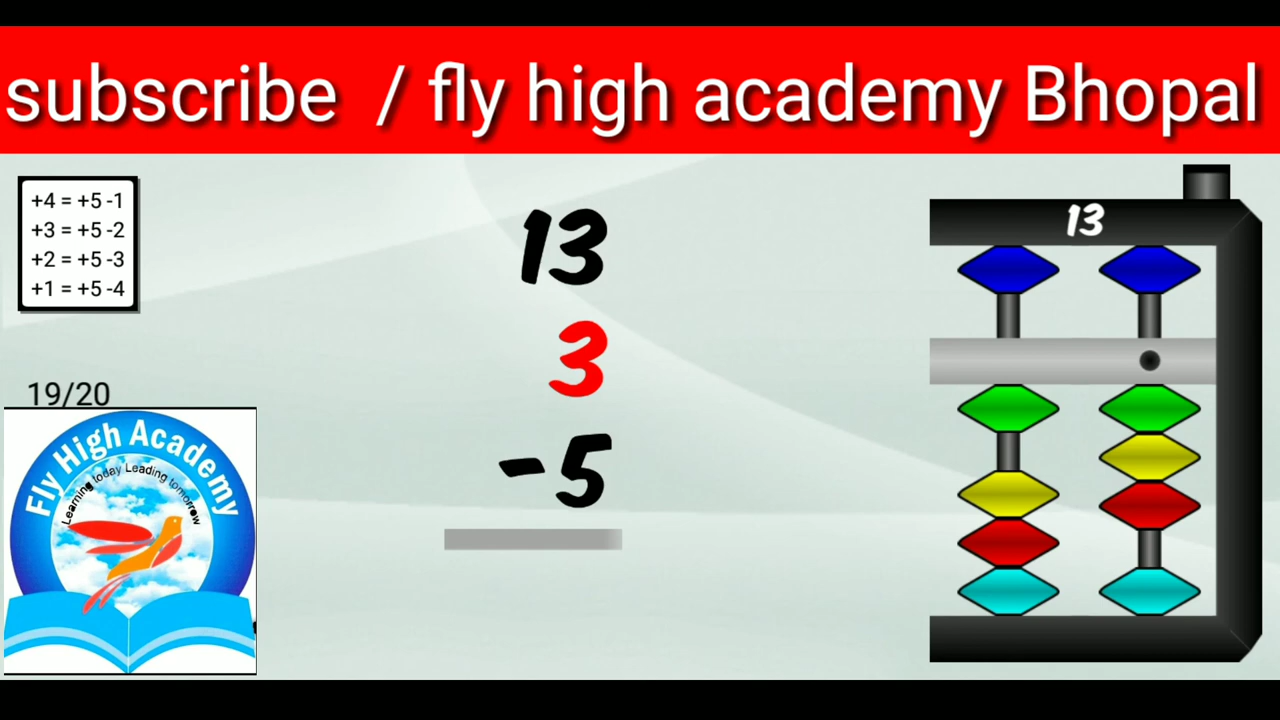 subscribe / fly high academy Bhopal
+4 = +5 -1
+3 = +5 -2
+2 = +5 -3
+1 = +5 -4
13
3
-5
13
19/20
Fly High Academy
Learning today Leading tomorrow